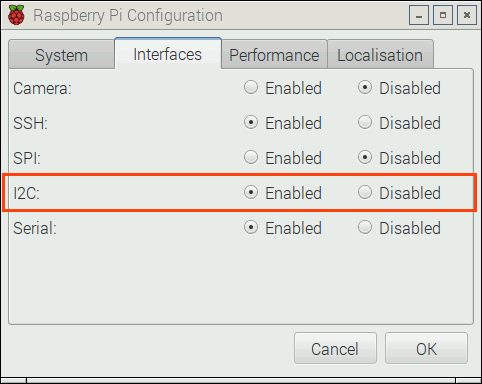 Raspberry Pi Configuration
System Interfaces Performance Localisation
Camera: Enabled Disabled
SSH: Enabled Disabled
SPI: Enabled Disabled
I2C: Enabled Disabled
Serial: Enabled Disabled
Cancel OK